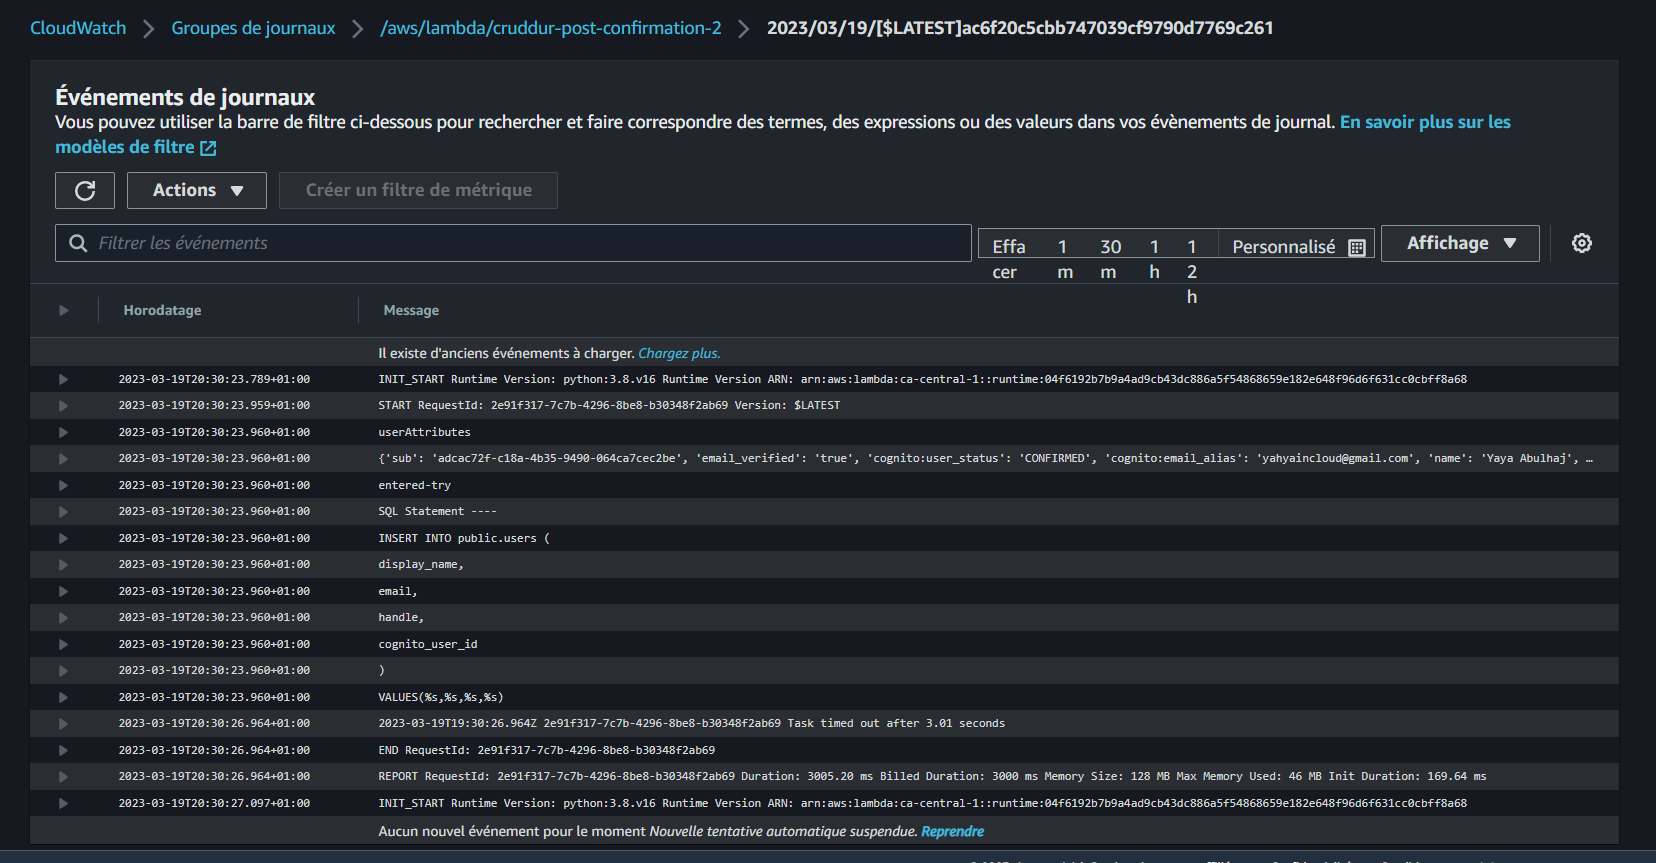 CloudWatch > Groupes de journaux > /aws/lambda/cruddur-post-confirmation-2 > 2023/03/19/[$LATEST]ac6f20c5cbb747039cf9790d7769c261
Événements de journaux
Vous pouvez utiliser la barre de filtre ci-dessous pour rechercher et faire correspondre des termes, des expressions ou des valeurs dans vos évènements de journal. En savoir plus sur les
modèles de filtre
Actions Créer un filtre de métrique
Filtrer les événements Effa 1 30 1 1 Personnalisé Affichage
cer m m h 2
h
Horodatage Message
Il existe d'anciens événements à charger. Chargez plus.
2023-03-19T20:30:23.789+01:00 INIT_START Runtime Version: python:3.8.v16 Runtime Version ARN: arn:aws:lambda:ca-central-1::runtime:04f6192b7b9a4ad9cb43dc886a5f54868659e182e648f96d6f631cc0cbff8a68
2023-03-19T20:30:23.959+01:00 START RequestId: 2e91f317-7c7b-4296-8be8-b30348f2ab69 Version: $LATEST
2023-03-19T20:30:23.960+01:00 userAttributes
2023-03-19T20:30:23.960+01:00 {'sub': 'adcac72f-c18a-4b35-9490-064ca7cec2be', 'email_verified': 'true', 'cognito:user_status': 'CONFIRMED', 'cognito:email_alias': 'yahyaincloud@gmail.com', 'name': 'Yaya Abulhaj', …
2023-03-19T20:30:23.960+01:00 entered-try
2023-03-19T20:30:23.960+01:00 SQL Statement ----
2023-03-19T20:30:23.960+01:00 INSERT INTO public.users (
2023-03-19T20:30:23.960+01:00 display_name,
2023-03-19T20:30:23.960+01:00 email,
2023-03-19T20:30:23.960+01:00 handle,
2023-03-19T20:30:23.960+01:00 cognito_user_id
2023-03-19T20:30:23.960+01:00 )
2023-03-19T20:30:23.960+01:00 VALUES(%s,%s,%s,%s)
2023-03-19T20:30:26.964+01:00 2023-03-19T19:30:26.964Z 2e91f317-7c7b-4296-8be8-b30348f2ab69 Task timed out after 3.01 seconds
2023-03-19T20:30:26.964+01:00 END RequestId: 2e91f317-7c7b-4296-8be8-b30348f2ab69
2023-03-19T20:30:26.964+01:00 REPORT RequestId: 2e91f317-7c7b-4296-8be8-b30348f2ab69 Duration: 3005.20 ms Billed Duration: 3000 ms Memory Size: 128 MB Max Memory Used: 46 MB Init Duration: 169.64 ms
2023-03-19T20:30:27.097+01:00 INIT_START Runtime Version: python:3.8.v16 Runtime Version ARN: arn:aws:lambda:ca-central-1::runtime:04f6192b7b9a4ad9cb43dc886a5f54868659e182e648f96d6f631cc0cbff8a68
Aucun nouvel événement pour le moment Nouvelle tentative automatique suspendue. Reprendre